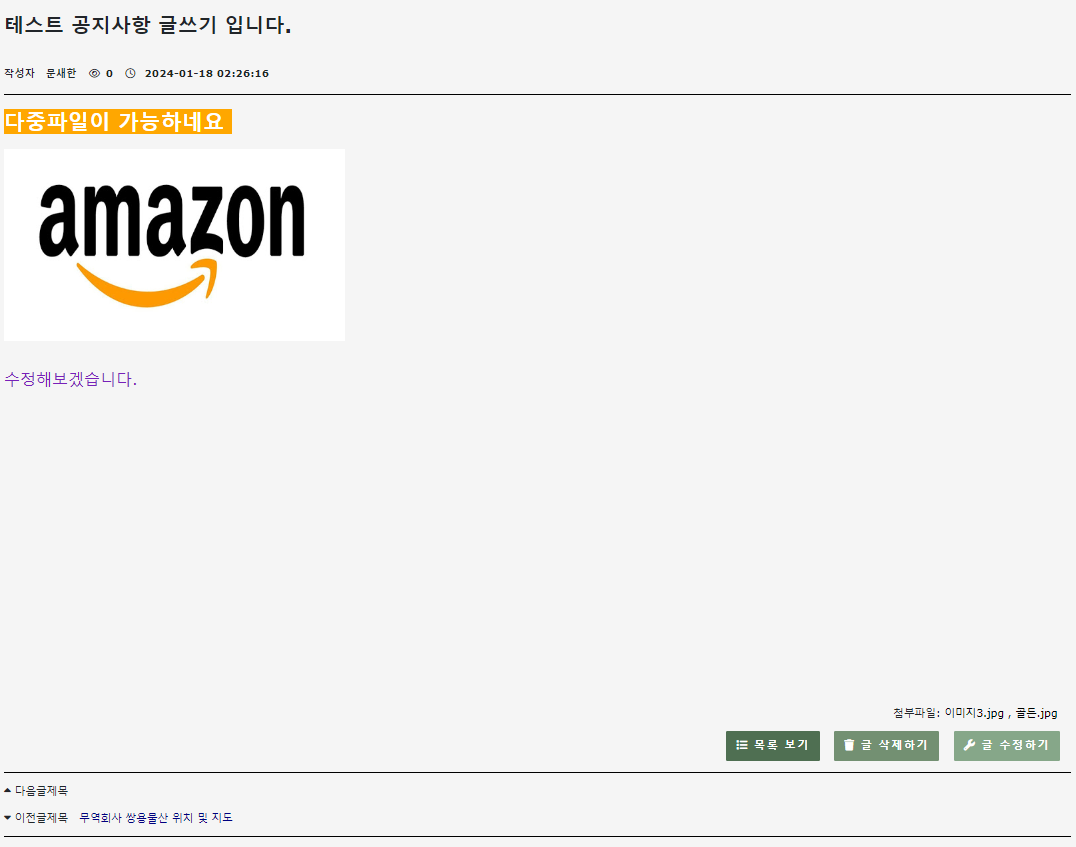 테스트 공지사항 글쓰기 입니다.
작성자 문새한 0 2024-01-18 02:26:16
다중파일이 가능하네요
amazon
수정해보겠습니다.
첨부파일: 이미지3.jpg , 골든.jpg
목록 보기 글 삭제하기 글 수정하기
다음글제목
이전글제목 무역회사 쌍용물산 위치 및 지도